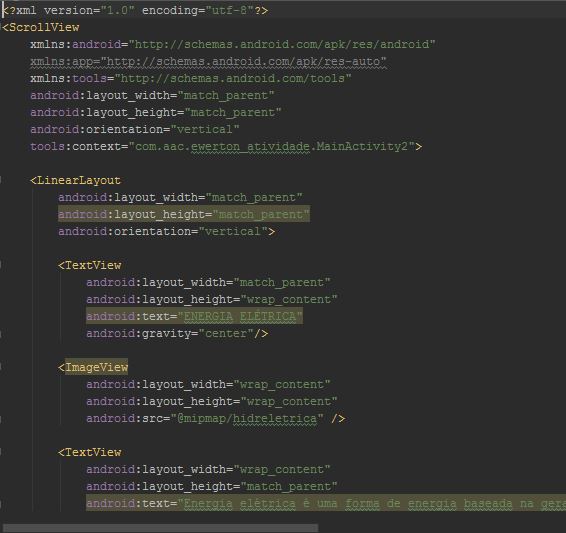 <?xml version="1.0" encoding="utf-8"?>
<ScrollView
xmlns:android="http://schemas.android.com/apk/res/android"
xmlns:app="http://schemas.android.com/apk/res-auto"
xmlns:tools="http://schemas.android.com/tools"
android:layout_width="match_parent"
android:layout_height="match_parent"
android:orientation="vertical"
tools:context="com.aac.ewerton_atividade.MainActivity2">
<LinearLayout
android:layout_width="match_parent"
android:layout_height="match_parent"
android:orientation="vertical">
<TextView
android:layout_width="match_parent"
android:layout_height="wrap_content"
android:text="ENERGIA ELÉTRICA"
android:gravity="center"/>
<ImageView
android:layout_width="wrap_content"
android:layout_height="wrap_content"
android:src="@mipmap/hidreletrica" />
<TextView
android:layout_width="wrap_content"
android:layout_height="match_parent"
android:text="Energia elétrica é uma forma de energia baseada na